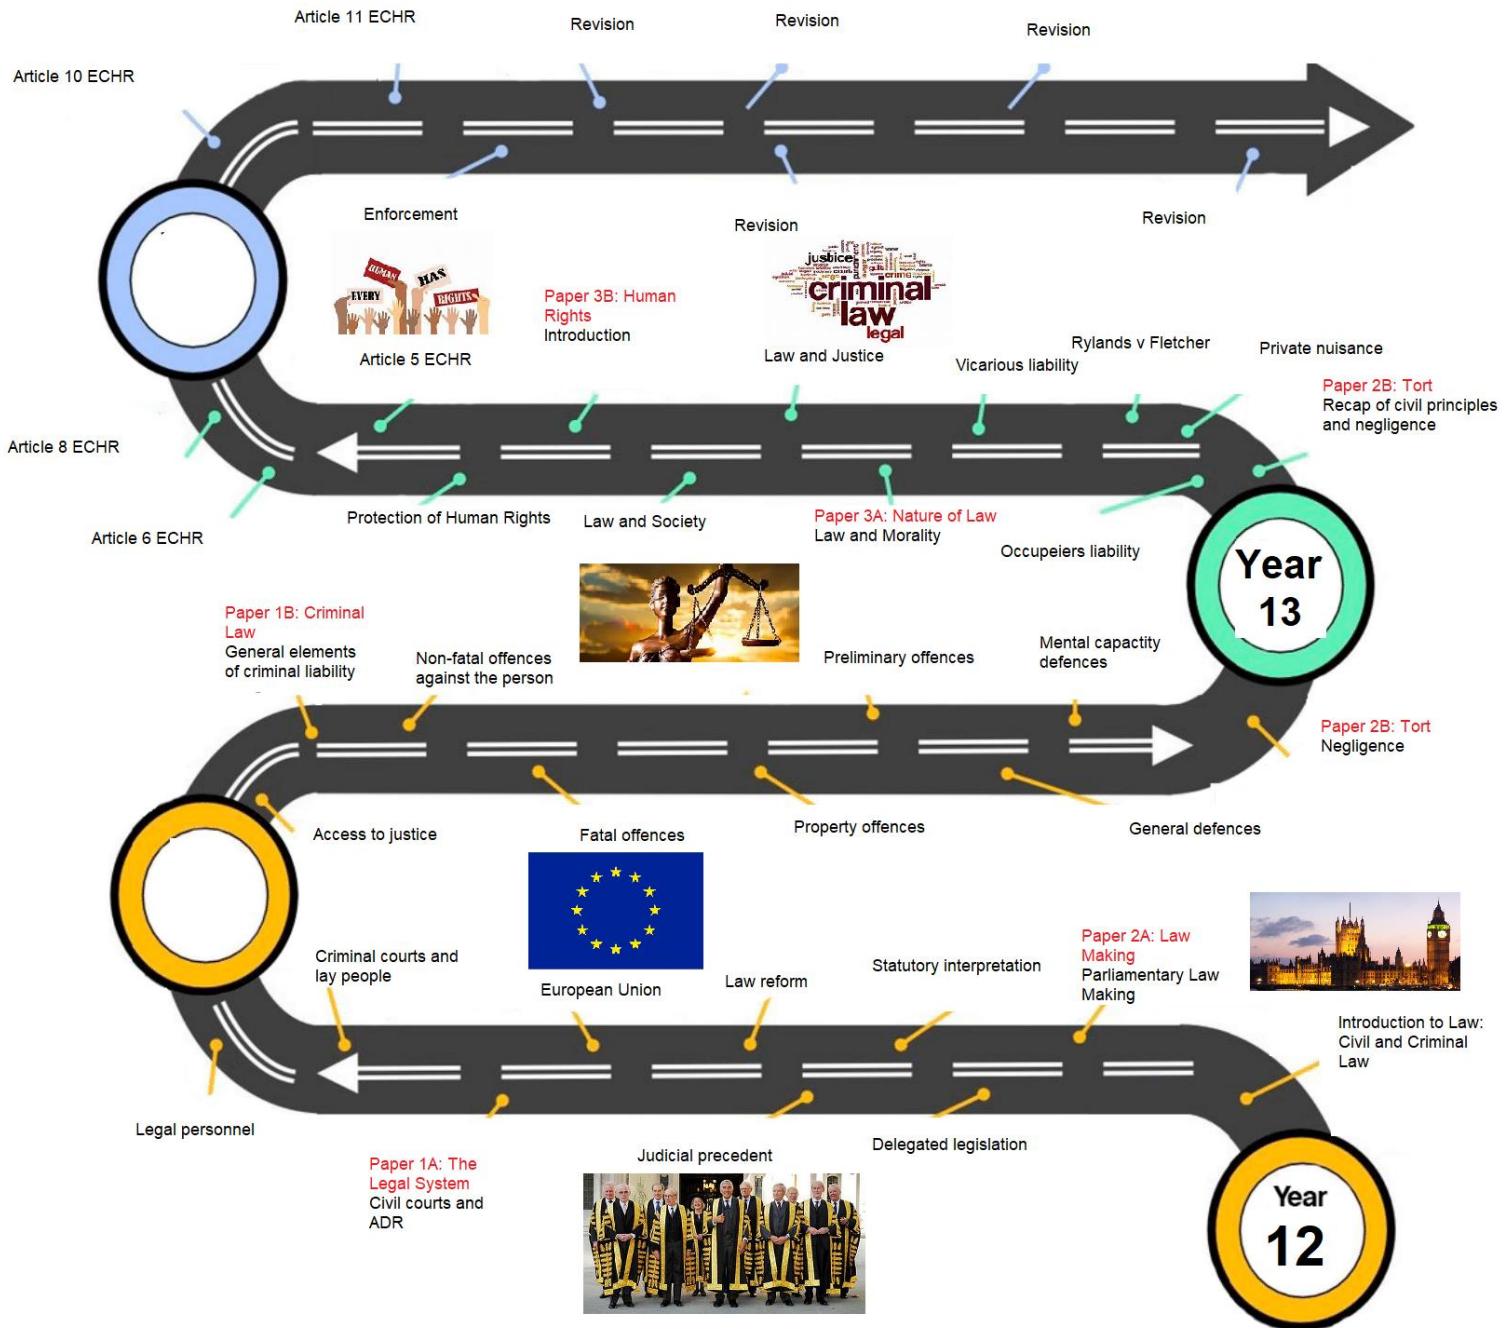 Article 11 ECHR
Revision
Revision
Revision
Article 10 ECHR
Enforcement
Revision
Revision
HUMAN
HAS
EVERY
RIGHTS
justice
crime
criminal
law
legal
Paper 3B: Human
Rights
Introduction
Article 5 ECHR
Law and Justice
Vicarious liability
Rylands v Fletcher
Private nuisance
Paper 2B: Tort
Recap of civil principles
and negligence
Article 8 ECHR
Article 6 ECHR
Protection of Human Rights
Law and Society
Paper 3A: Nature of Law
Law and Morality
Occupeiers liability
Year
13
Paper 1B: Criminal
Law
General elements
of criminal liability
Non-fatal offences
against the person
Preliminary offences
Mental capactity
defences
Paper 2B: Tort
Negligence
Access to justice
Fatal offences
Property offences
General defences
Criminal courts and
lay people
European Union
Law reform
Statutory interpretation
Paper 2A: Law
Making
Parliamentary Law
Making
Introduction to Law:
Civil and Criminal
Law
Legal personnel
Paper 1A: The
Legal System
Civil courts and
ADR
Judicial precedent
Delegated legislation
Year
12